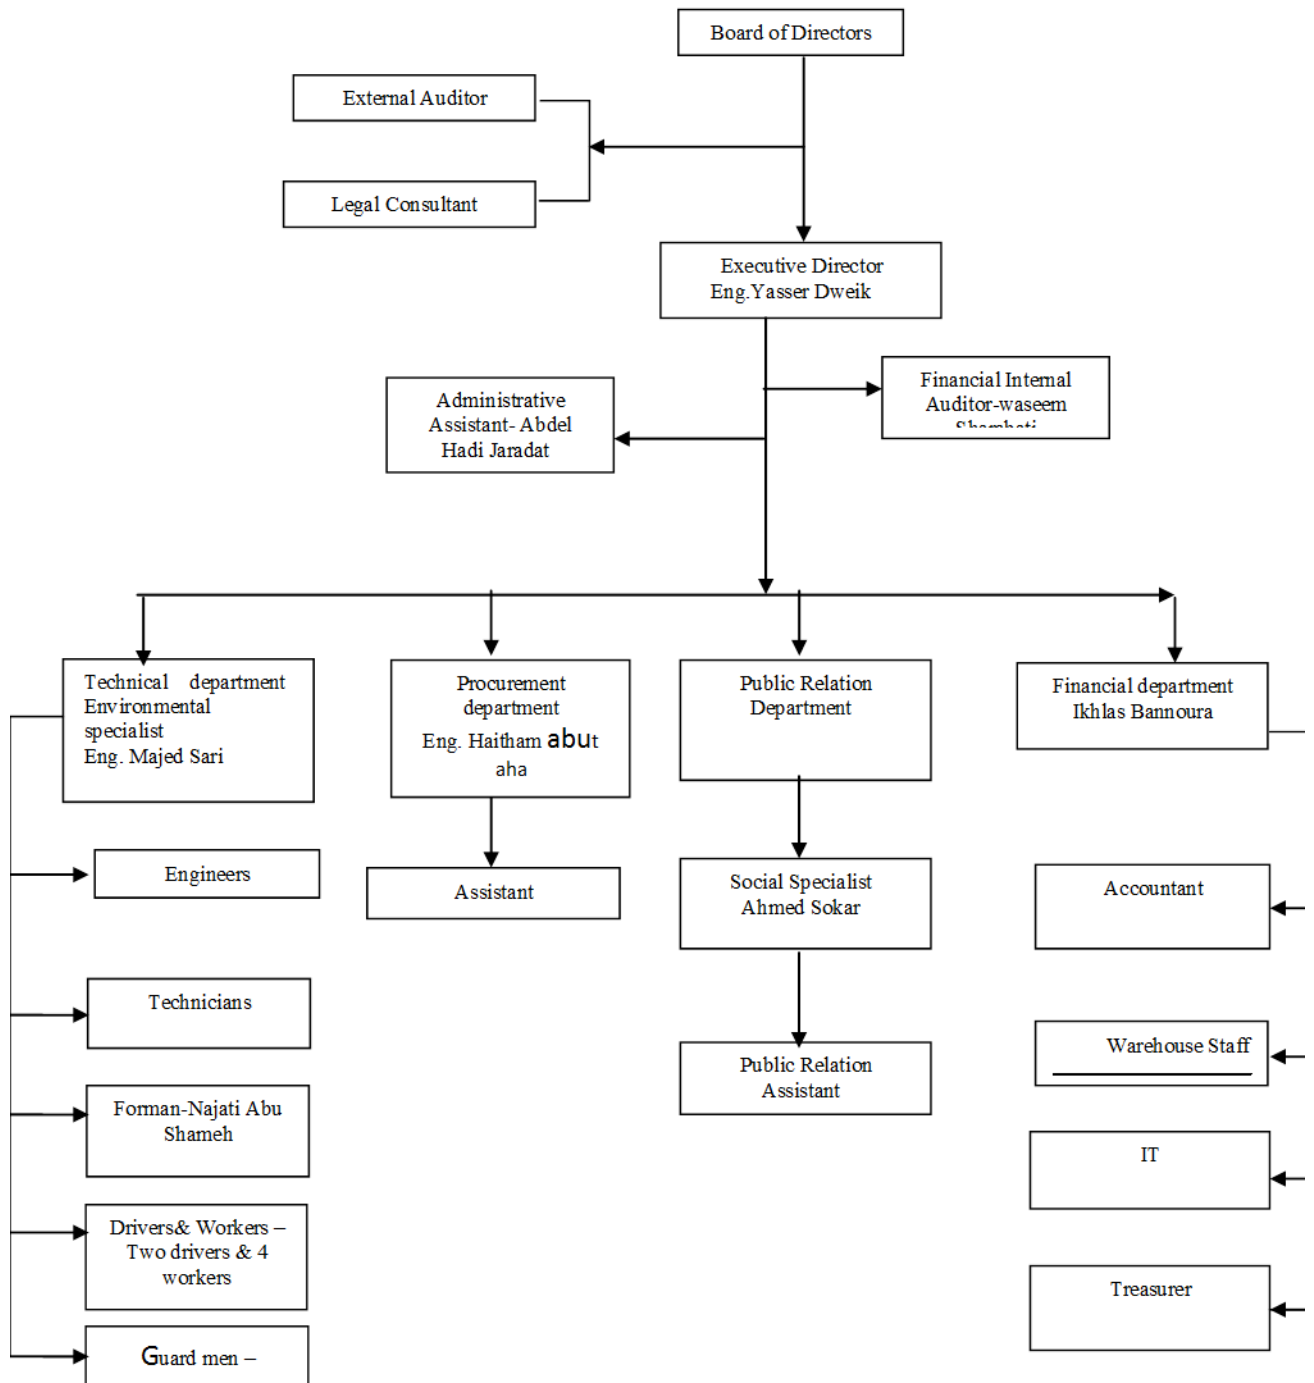 Board of Directors
External Auditor
Legal Consultant
Executive Director
Eng.Yasser Dweik
Administrative
Assistant- Abdel
Hadi Jaradat
Financial Internal
Auditor-waseem
Technical department
Environmental
specialist
Eng. Majed Sari
Procurement
department
Eng. Haitham abut
aha
Public Relation
Department
Financial department
Ikhlas Bannoura
Engineers
Assistant
Social Specialist
Ahmed Sokar
Accountant
Technicians
Public Relation
Assistant
Warehouse Staff
Forman-Najati Abu
Shameh
IT
Drivers& Workers –
Two drivers & 4
workers
Treasurer
Guard men –